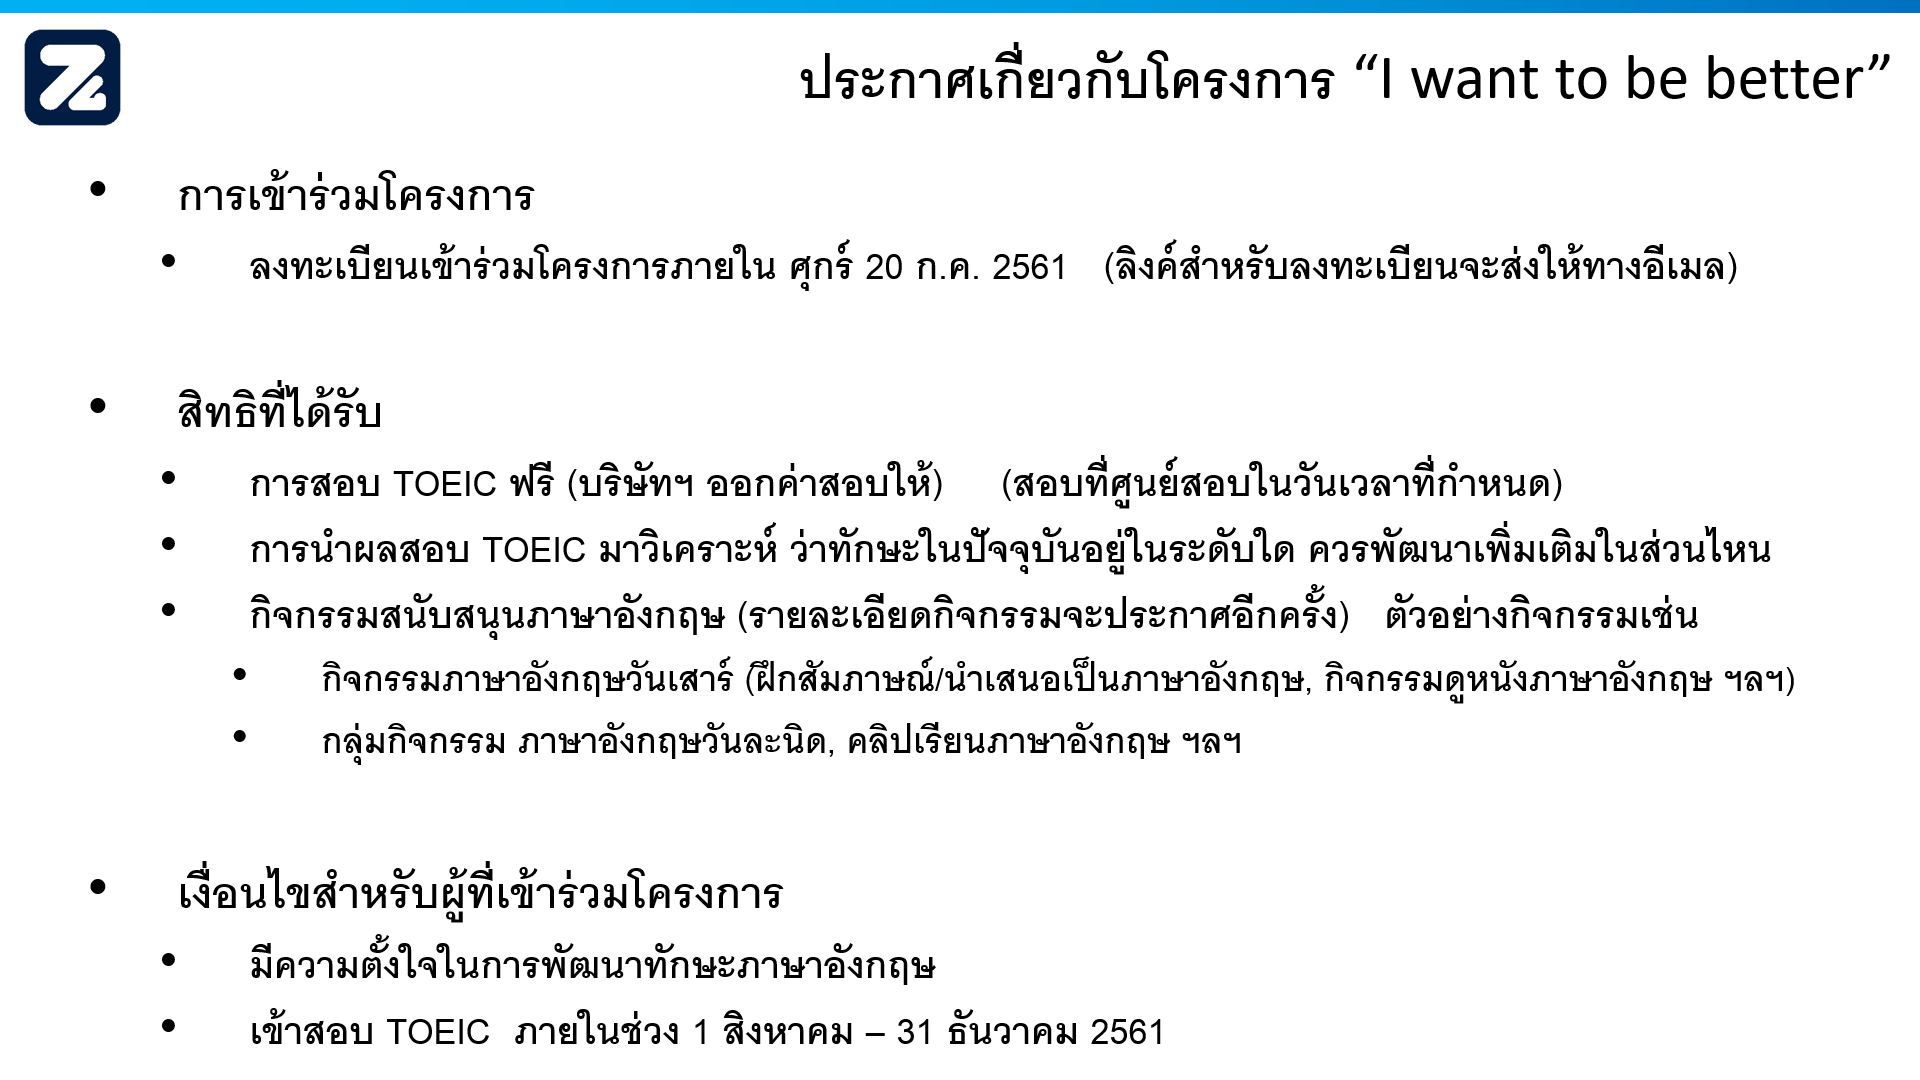 ประกาศเกี่ยวกับโครงการ “I want to be better”
• การเข้าร่วมโครงการ
• ลงทะเบียนเข้าร่วมโครงการภายใน ศุกร์ 20 ก.ค. 2561 (ลิงค์สำหรับลงทะเบียนจะส่งให้ทางอีเมล)
• สิทธิที่ได้รับ
• การสอบ TOEIC ฟรี (บริษัทฯ ออกค่าสอบให้) (สอบที่ศูนย์สอบในวันเวลาที่กำหนด)
• การนำผลสอบ TOEIC มาวิเคราะห์ ว่าทักษะในปัจจุบันอยู่ในระดับใด ควรพัฒนาเพิ่มเติมในส่วนไหน
• กิจกรรมสนับสนุนภาษาอังกฤษ (รายละเอียดกิจกรรมจะประกาศอีกครั้ง) ตัวอย่างกิจกรรมเช่น
• กิจกรรมภาษาอังกฤษวันเสาร์ (ฝึกสัมภาษณ์/นำเสนอเป็นภาษาอังกฤษ, กิจกรรมดูหนังภาษาอังกฤษ ฯลฯ)
• กลุ่มกิจกรรม ภาษาอังกฤษวันละนิด, คลิปเรียนภาษาอังกฤษ ฯลฯ
• เงื่อนไขสำหรับผู้ที่เข้าร่วมโครงการ
• มีความตั้งใจในการพัฒนาทักษะภาษาอังกฤษ
• เข้าสอบ TOEIC ภายในช่วง 1 สิงหาคม – 31 ธันวาคม 2561